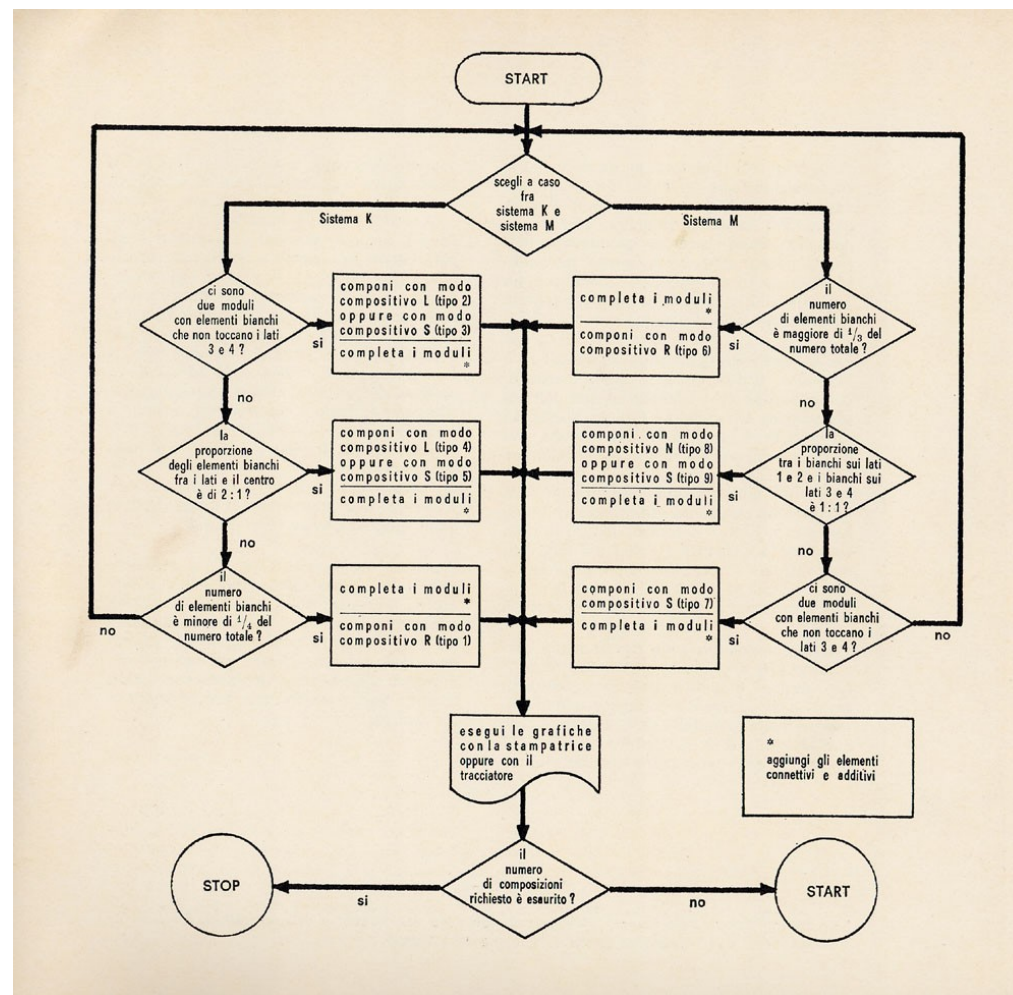 START
scegli a caso
fra
sistema K e
sistema M
Sistema K
Sistema M
ci sono
due moduli
con elementi bianchi
che non toccano i lati
3 e 4 ?
si
no
componi con modo
compositivo L (tipo 2)
oppure con modo
compositivo S (tipo 3)
completa i moduli
*
completa i moduli
*
componi con modo
compositivo R (tipo 6)
il
numero
di elementi bianchi
è maggiore di 1/3 del
numero totale ?
si
no
la
proporzione
degli elementi bianchi
fra i lati e il centro
è di 2 : 1 ?
si
no
componi con modo
compositivo L (tipo 4)
oppure con modo
compositivo S (tipo 5)
completa i moduli
*
componi con modo
compositivo N (tipo 8)
oppure con modo
compositivo S (tipo 9)
completa i moduli
*
la
proporzione
tra i bianchi sui lati
1 e 2 e i bianchi sui
lati 3 e 4
è 1 : 1 ?
si
no
il
numero
di elementi bianchi
è minore di 1/4 del
numero totale ?
no
si
completa i moduli
*
componi con modo
compositivo R (tipo 1)
componi con modo
compositivo S (tipo 7)
completa i moduli
*
ci sono
due moduli
con elementi bianchi
che non toccano i
lati 3 e 4 ?
si
no
esegui le grafiche
con la stampatrice
oppure con il
tracciatore
*
aggiungi gli elementi
connettivi e additivi
il
numero
di composizioni
richiesto è esaurito ?
si
no
STOP
START